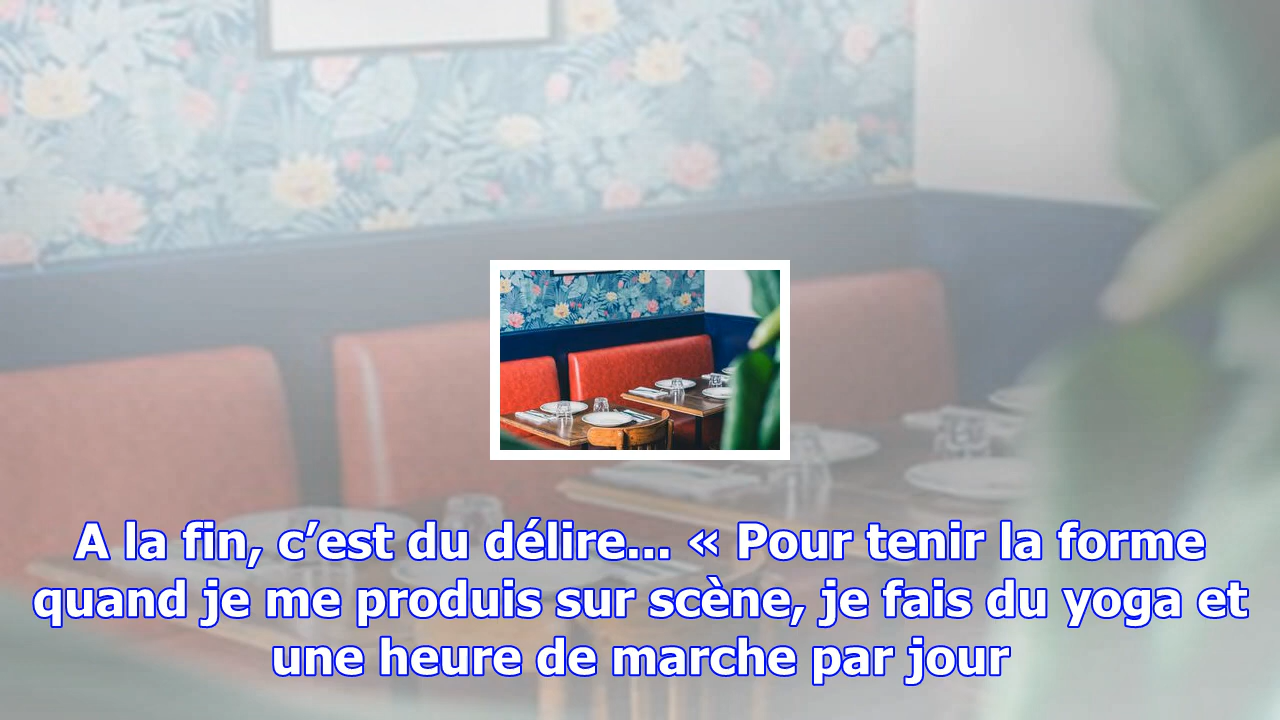 A la fin, c’est du délire... « Pour tenir la forme
quand je me produis sur scène, je fais du yoga et
une heure de marche par jour